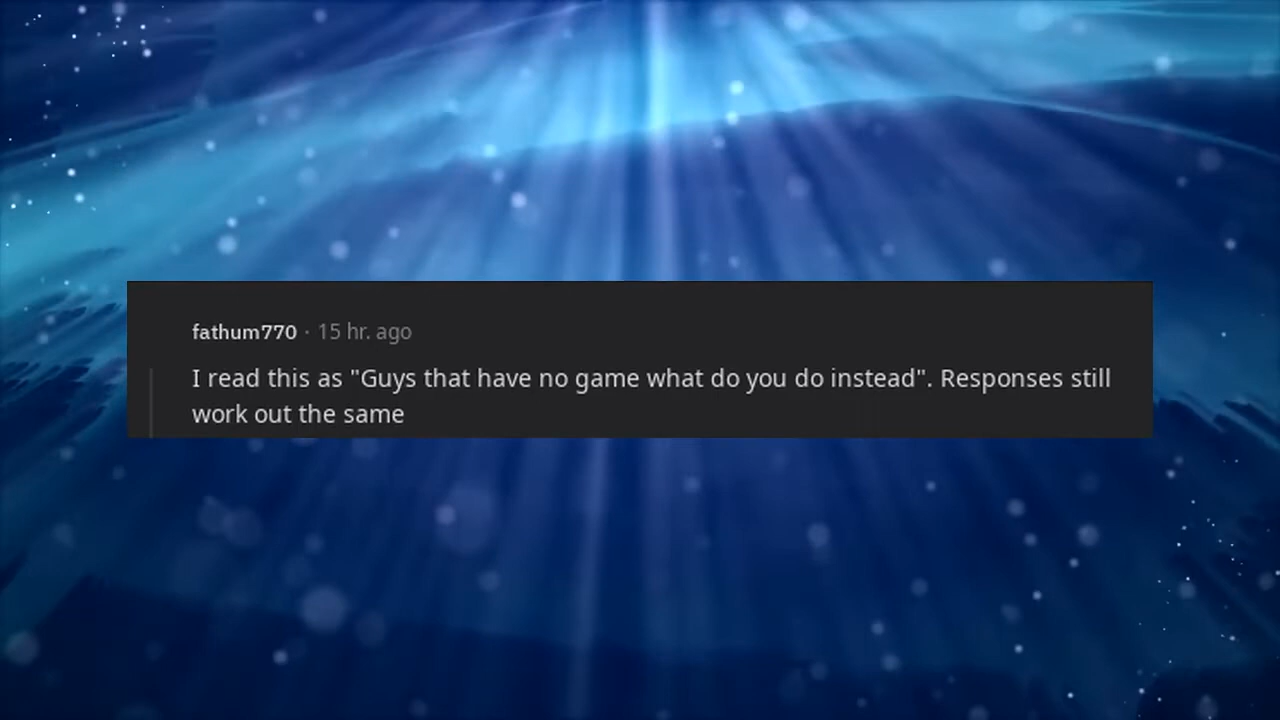 fathum770 · 15 hr. ago
I read this as "Guys that have no game what do you do instead". Responses still
work out the same